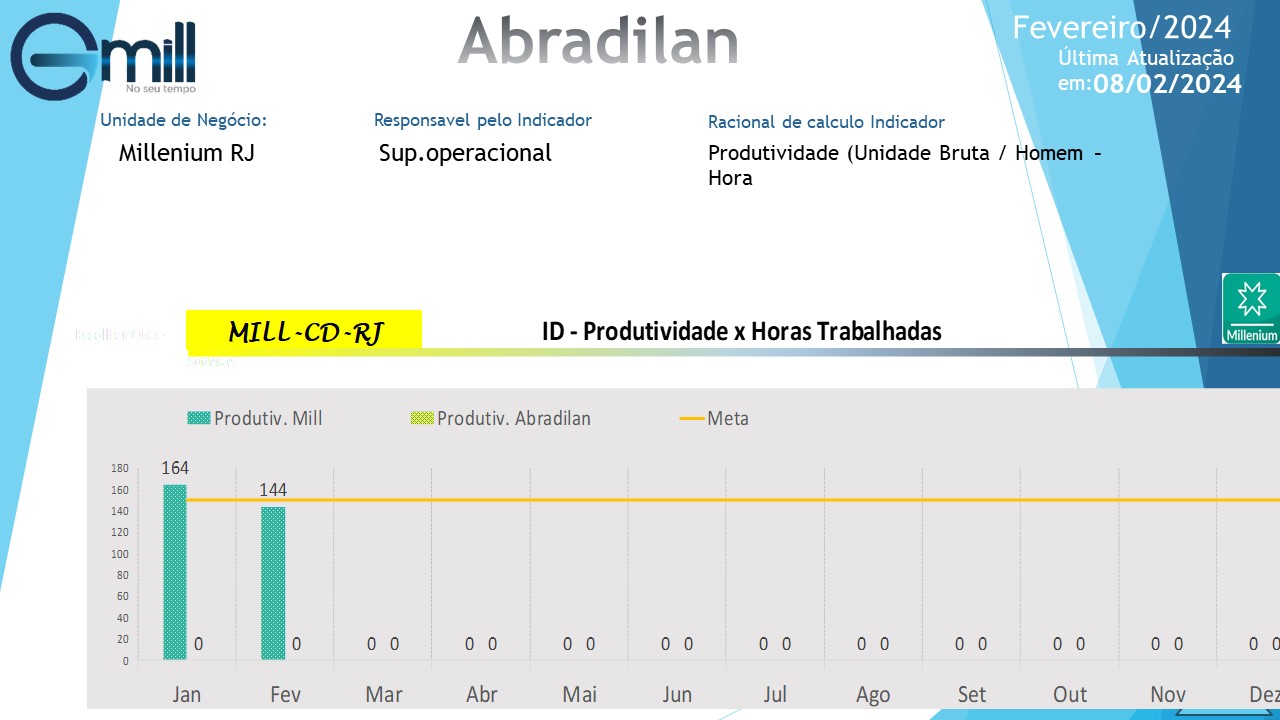 mill
No seu tempo
Abradilan
Fevereiro/2024
Última Atualização
em:08/02/2024
Unidade de Negócio:
Responsavel pelo Indicador
Racional de calculo Indicador
Millenium RJ
Sup.operacional
Produtividade (Unidade Bruta / Homem –
Hora
MILL-CD-RJ
ID - Produtividade x Horas Trabalhadas
Millenium
Produtiv. Mill
Produtiv. Abradilan
Meta
180
160
140
120
100
80
60
40
20
0
164
144
0 0 0 0 0 0 0 0 0 0 0 0 0 0 0 0 0 0 0 0 0 0
Jan Fev Mar Abr Mai Jun Jul Ago Set Out Nov Dez